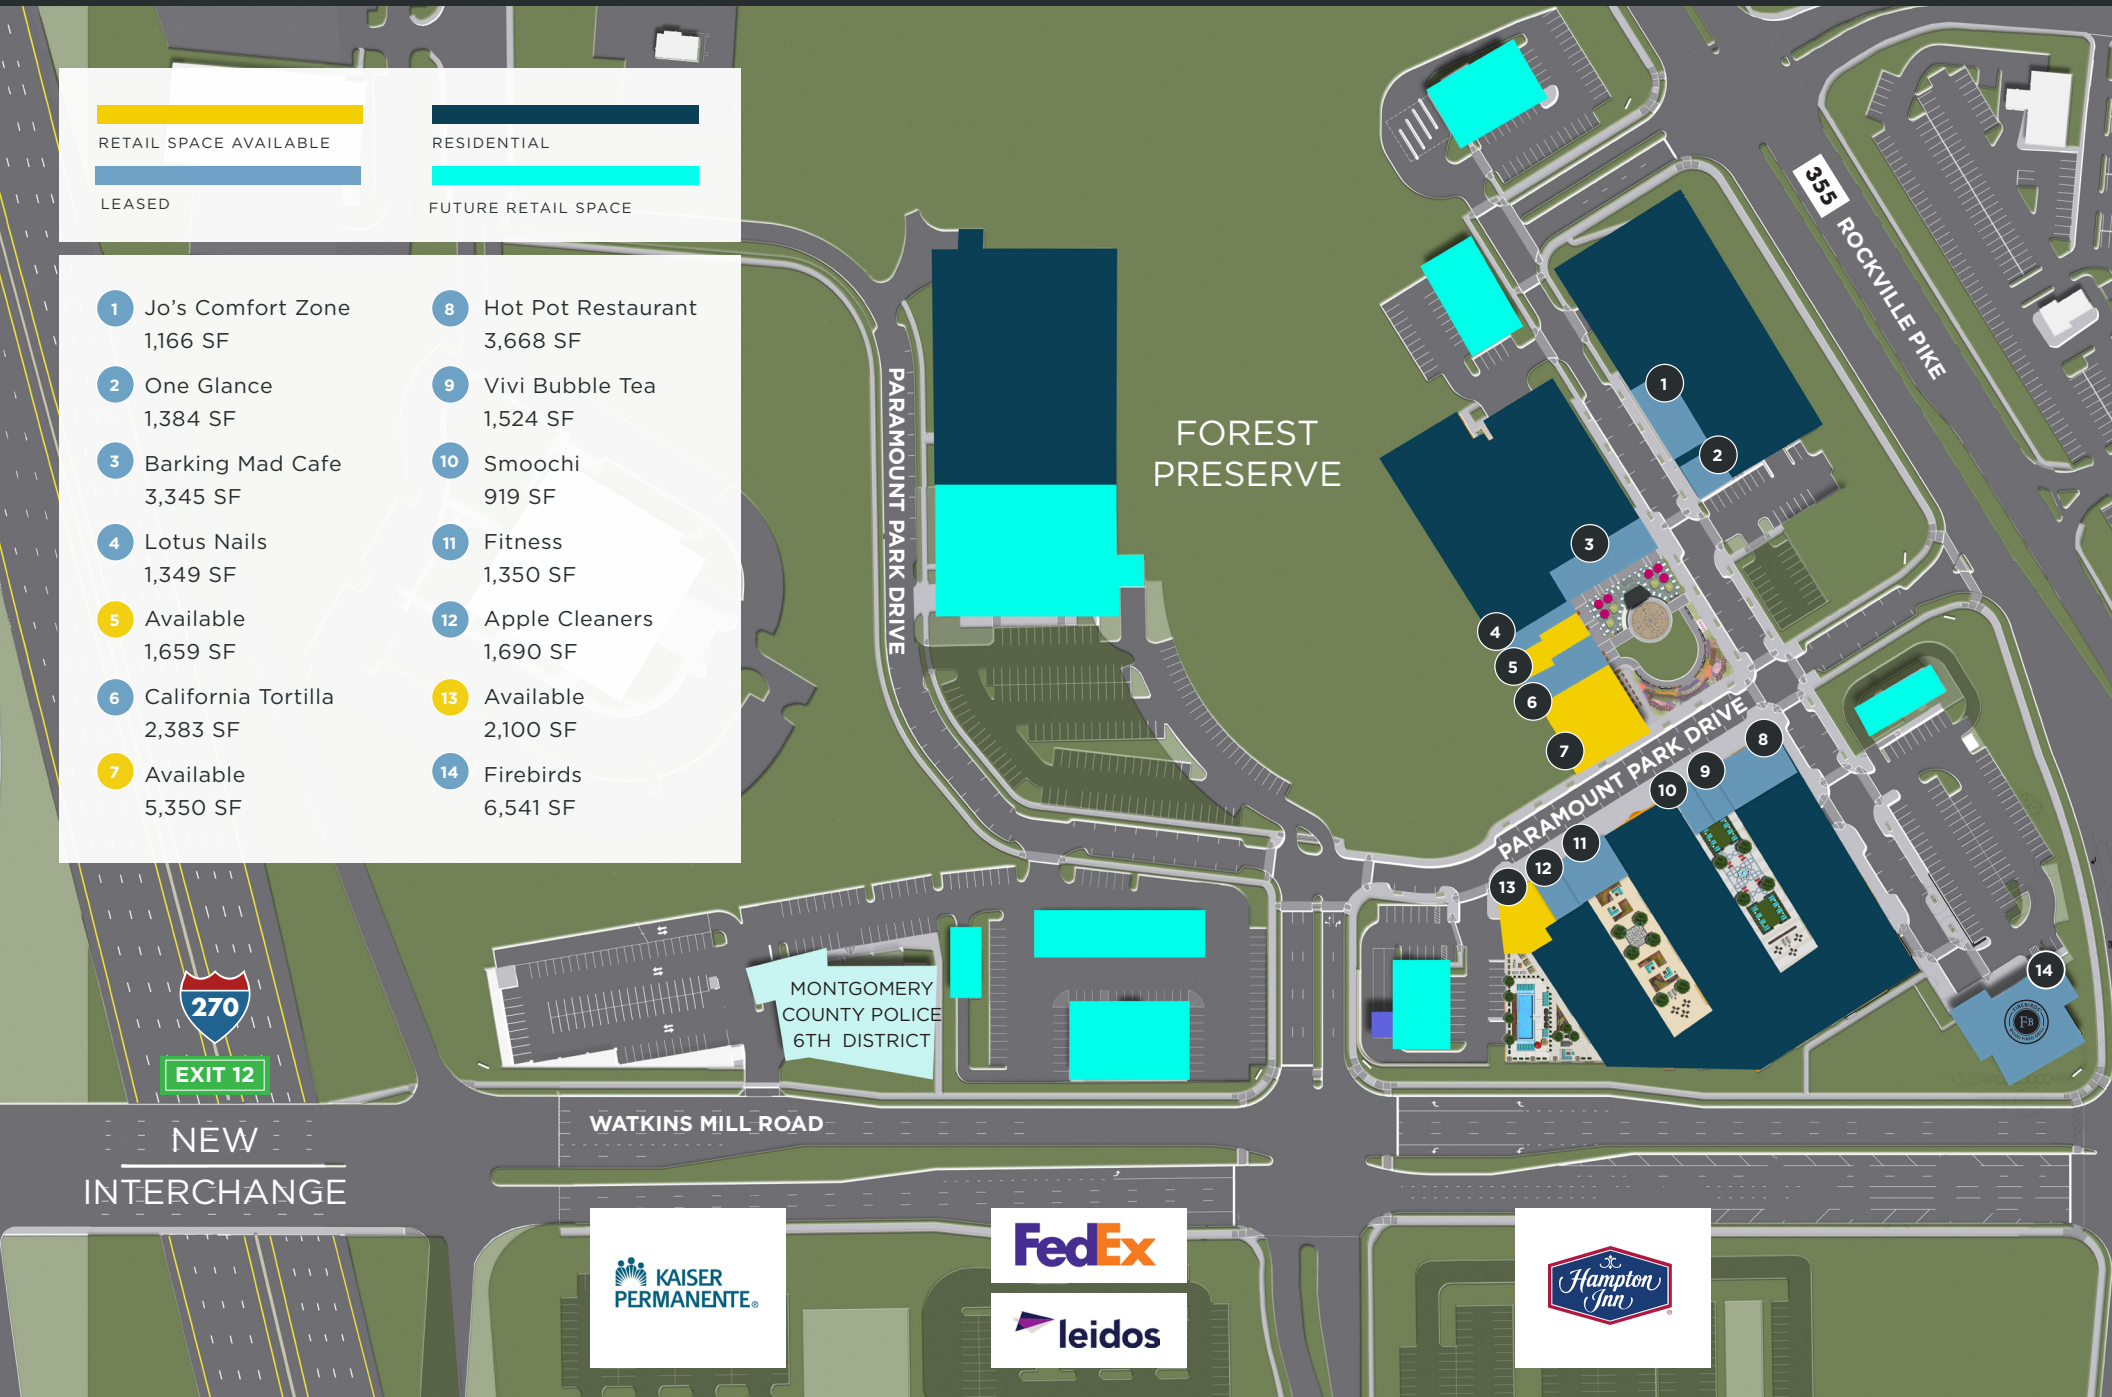 RETAIL SPACE AVAILABLE
RESIDENTIAL
LEASED
FUTURE RETAIL SPACE
1 Jo’s Comfort Zone
1,166 SF
2 One Glance
1,384 SF
3 Barking Mad Cafe
3,345 SF
4 Lotus Nails
1,349 SF
5 Available
1,659 SF
6 California Tortilla
2,383 SF
7 Available
5,350 SF
8 Hot Pot Restaurant
3,668 SF
9 Vivi Bubble Tea
1,524 SF
10 Smoochi
919 SF
11 Fitness
1,350 SF
12 Apple Cleaners
1,690 SF
13 Available
2,100 SF
14 Firebirds
6,541 SF
355 ROCKVILLE PIKE
PARAMOUNT PARK DRIVE
FOREST
PRESERVE
1
2
3
4
5
6
7
PARAMOUNT PARK DRIVE
8
9
10
11
12
13
14
FIREBIRDS
FB
MONTGOMERY
COUNTY POLICE
6TH DISTRICT
270
EXIT 12
NEW
INTERCHANGE
WATKINS MILL ROAD
KAISER
PERMANENTE®
FedEx
leidos
Hampton
Inn
®